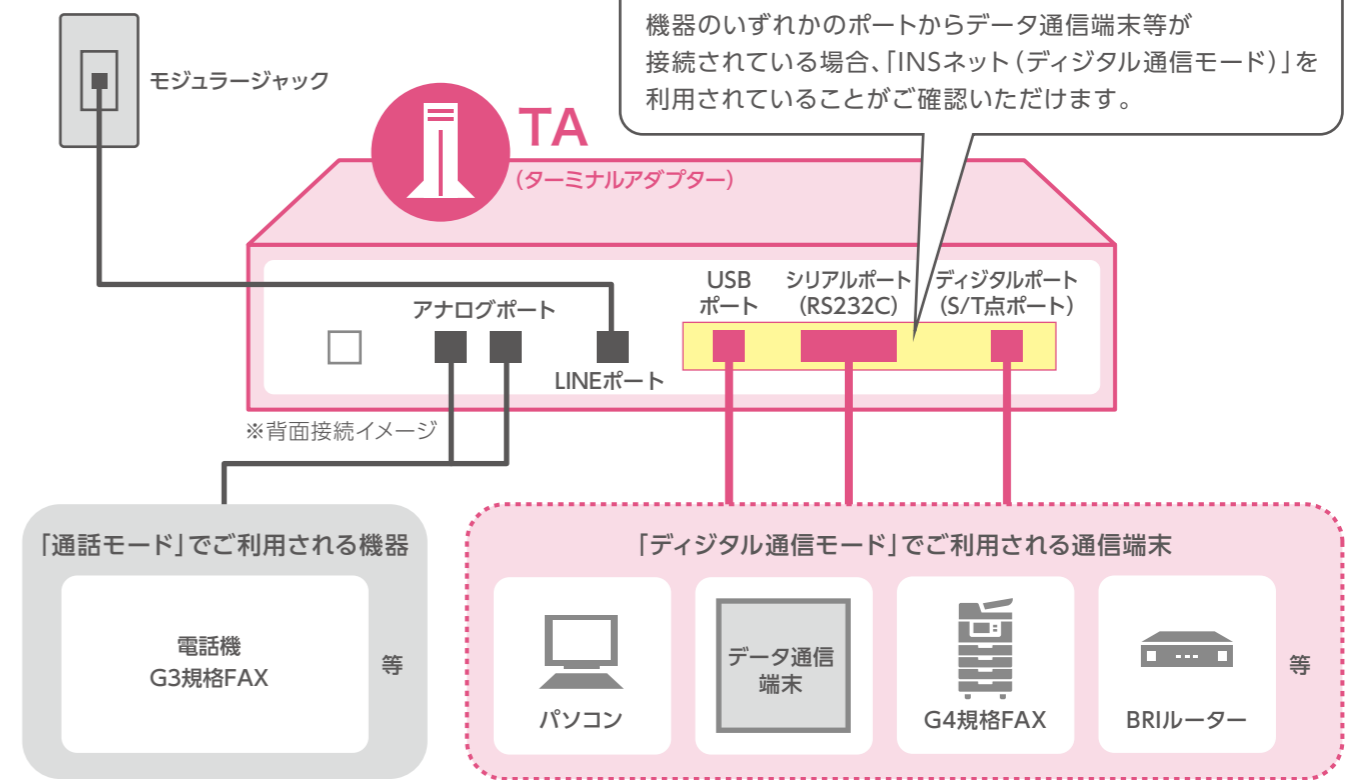 機器のいずれかのポートからデータ通信端末等が
接続されている場合、「INSネット（ディジタル通信モード）」を
利用されていることがご確認いただけます。
モジュラージャック
TA
（ターミナルアダプター）
アナログポート
LINEポート
USB
ポート
シリアルポート
（RS232C）
ディジタルポート
（S/T点ポート）
※背面接続イメージ
「通話モード」でご利用される機器
電話機
G3規格FAX
等
「ディジタル通信モード」でご利用される通信端末
パソコン
データ通信
端末
G4規格FAX
BRIルーター
等